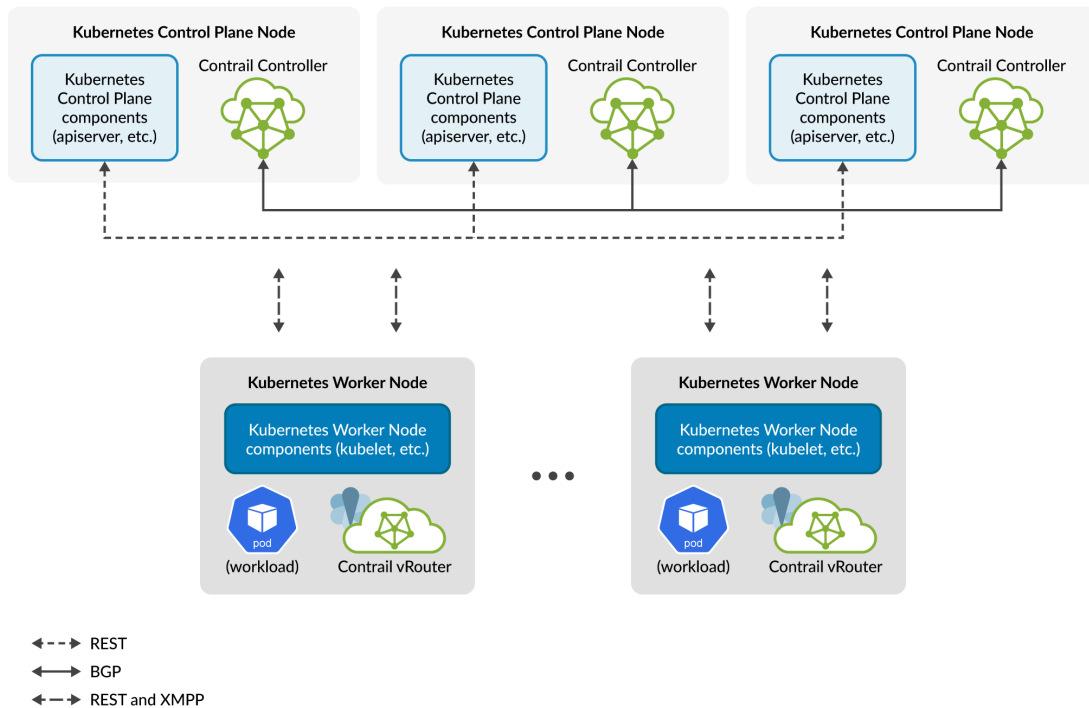 Kubernetes Control Plane Node
Kubernetes
Control Plane
components
(apiserver, etc.)
Contrail Controller
Kubernetes Control Plane Node
Kubernetes
Control Plane
components
(apiserver, etc.)
Contrail Controller
Kubernetes Control Plane Node
Kubernetes
Control Plane
components
(apiserver, etc.)
Contrail Controller
Kubernetes Worker Node
Kubernetes Worker Node
components (kubelet, etc.)
pod
(workload)
Contrail vRouter
Kubernetes Worker Node
Kubernetes Worker Node
components (kubelet, etc.)
pod
(workload)
Contrail vRouter
REST
BGP
REST and XMPP